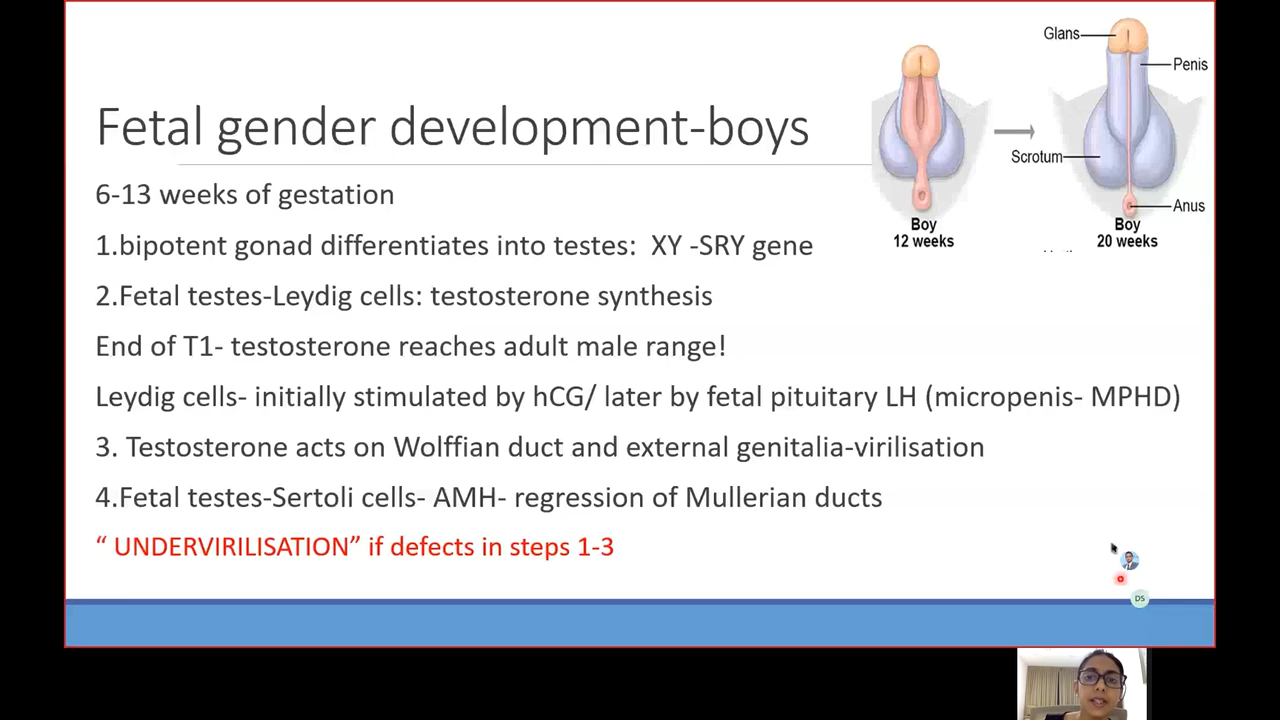 Fetal gender development-boys
6-13 weeks of gestation
1.bipotent gonad differentiates into testes:  XY -SRY gene
2.Fetal testes-Leydig cells: testosterone synthesis
End of T1- testosterone reaches adult male range!
Leydig cells- initially stimulated by hCG/ later by fetal pituitary LH (micropenis- MPHD)
3. Testosterone acts on Wolffian duct and external genitalia-virilisation
4.Fetal testes-Sertoli cells- AMH- regression of Mullerian ducts
“ UNDERVIRILISATION” if defects in steps 1-3
Glans
Penis
Scrotum
Anus
Boy
12 weeks
Boy
20 weeks
DS